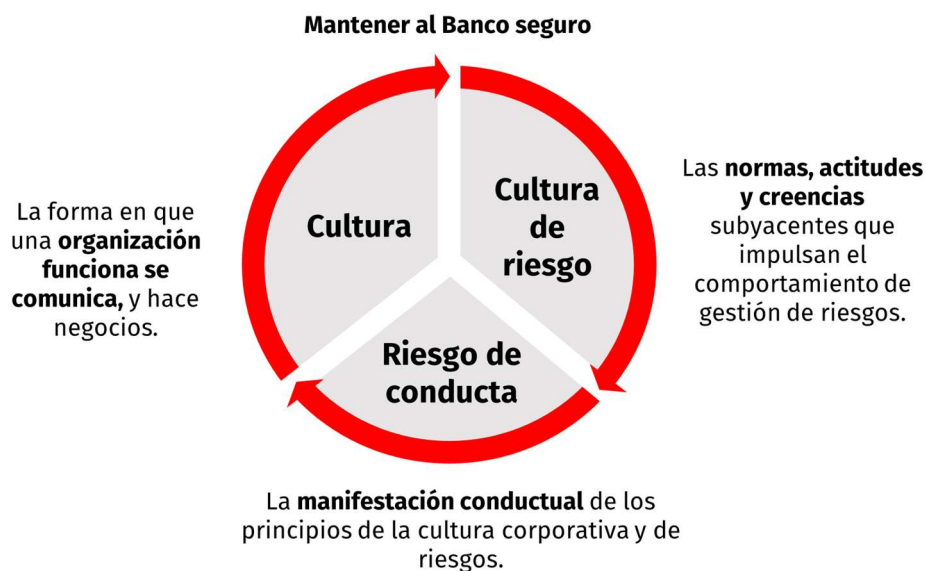 Mantener al Banco seguro
Cultura
de
riesgo
Las normas, actitudes
y creencias
subyacentes que
impulsan el
comportamiento de
gestión de riesgos.
Riesgo de
conducta
La manifestación conductual de los
principios de la cultura corporativa y de
riesgos.
Cultura
La forma en que
una organización
funciona se
comunica, y hace
negocios.